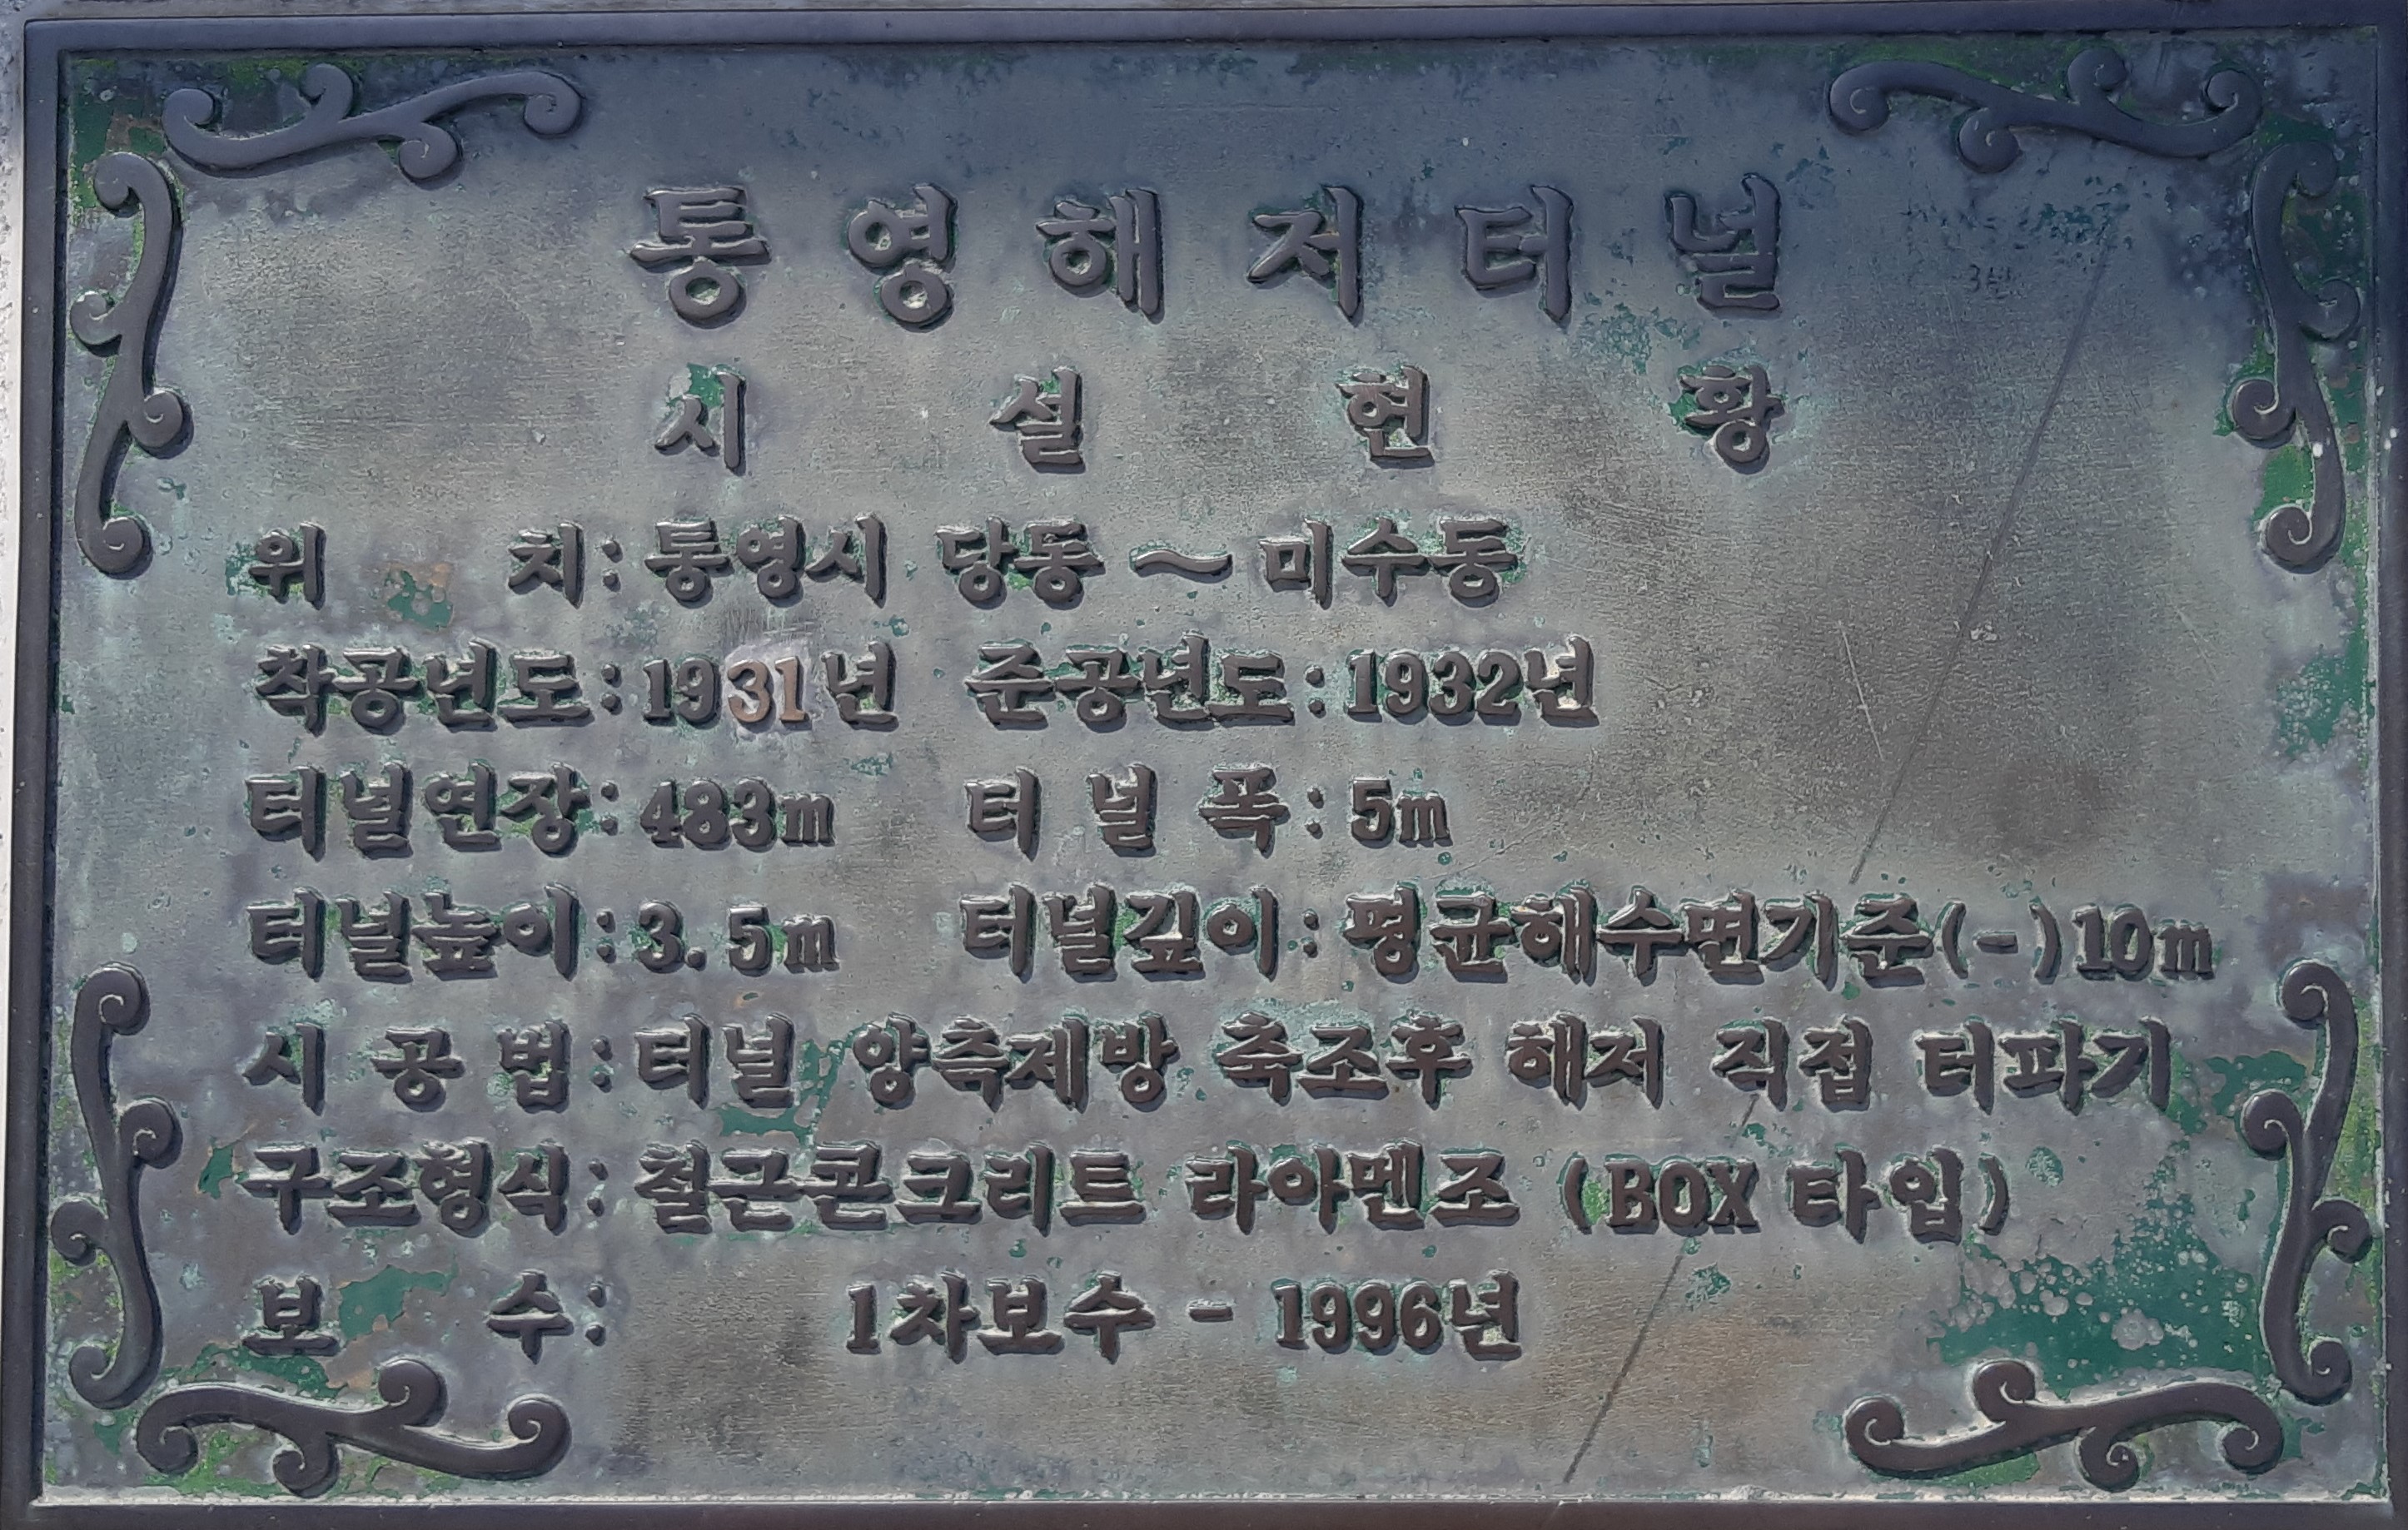 통영해저터널
시설현황
위 치:통영시 당동~미수동
착공년도:1931년 준공년도:1932년
터널연장:483m 터 널 폭:5m
터널높이:3.5m 터널깊이:평균해수면기준(-)10m
시 공 법:터널 양측제방 축조후 해저 직접 터파기
구조형식:철근콘크리트 라아멘조 (BOX 타입)
보 수: 1차보수 - 1996년